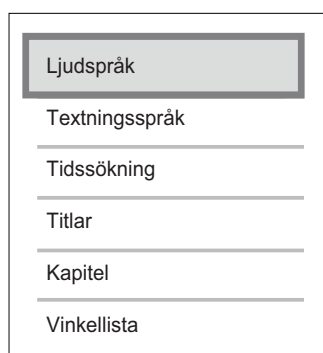 Ljudspråk
Textningsspråk
Tidssökning
Titlar
Kapitel
Vinkellista